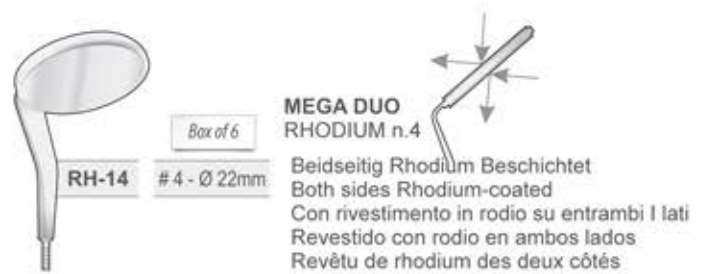 Box of 6
RH-14
# 4 - Ø 22mm
MEGA DUO
RHODIUM n.4
Beidseitig Rhodium Beschichtet
Both sides Rhodium-coated
Con rivestimento in rodio su entrambi I lati
Revestido con rodio en ambos lados
Revêtu de rhodium des deux côtés